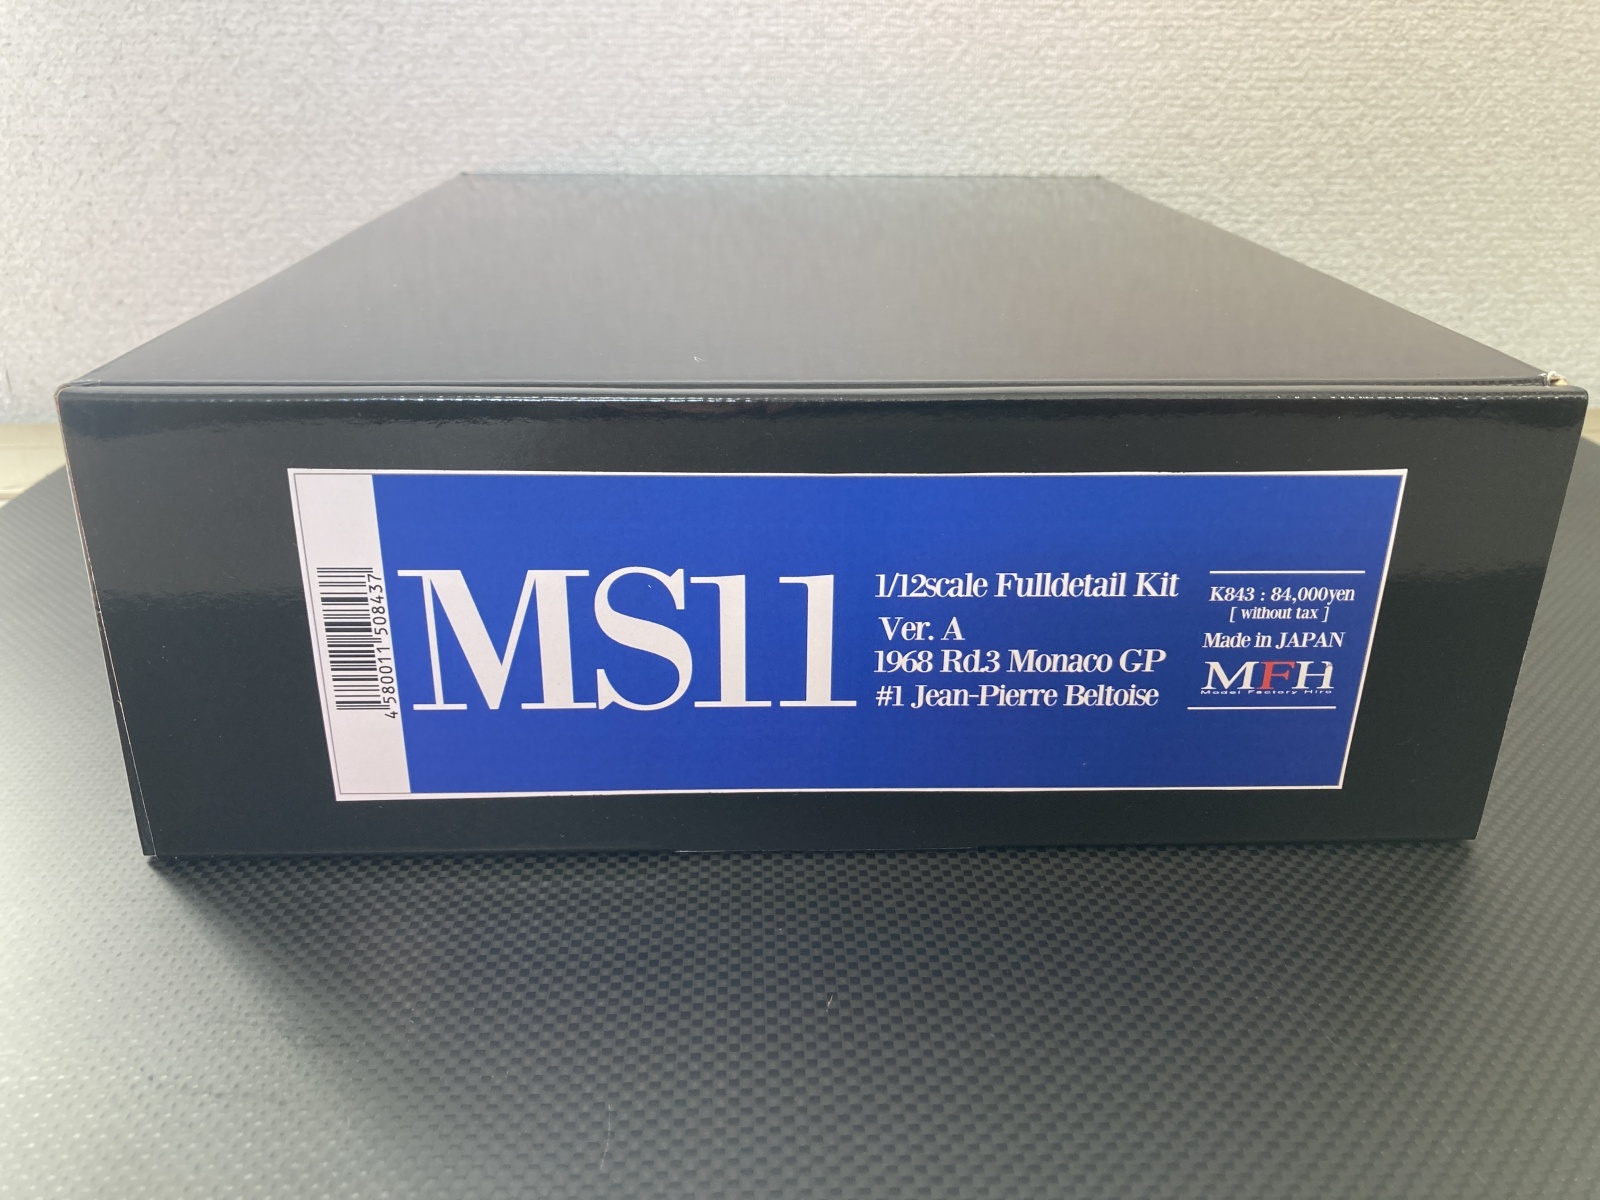 4580011508437
MS11
1/12scale Fulldetail Kit
Ver. A
1968 Rd.3 Monaco GP
#1 Jean-Pierre Beltoise
K843 : 84,000yen
[ without tax ]
Made in JAPAN
MFH
Model Factory Hiro